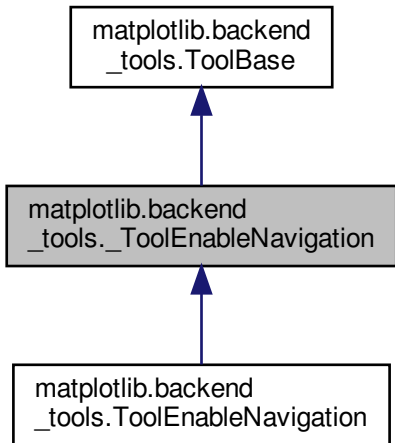 matplotlib.backend
_tools.ToolBase
matplotlib.backend
_tools._ToolEnableNavigation
matplotlib.backend
_tools.ToolEnableNavigation